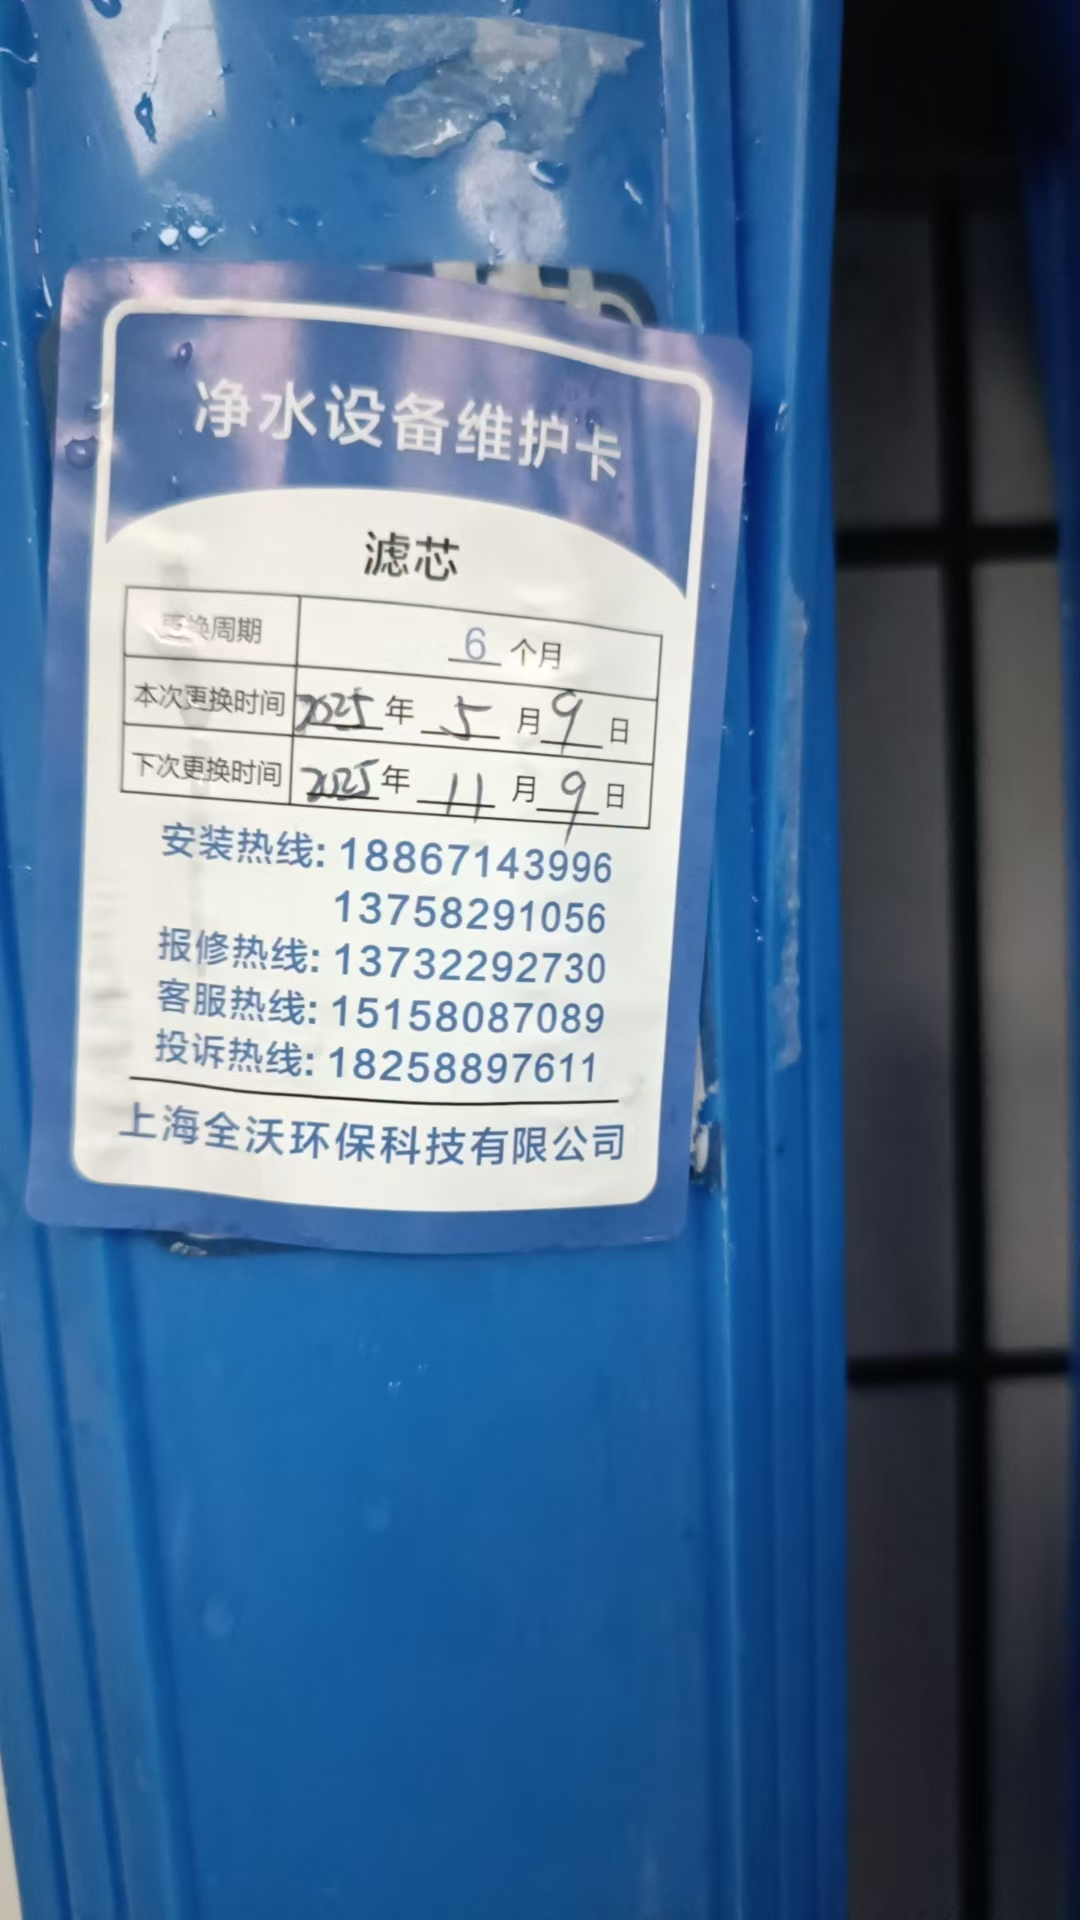 净水设备维护卡
滤芯
更换周期 6 个月
本次更换时间 2025 年 5 月 9 日
下次更换时间 2025 年 11 月 9 日
安装热线: 18867143996
13758291056
报修热线: 13732292730
客服热线: 15158087089
投诉热线: 18258897611
上海全沃环保科技有限公司